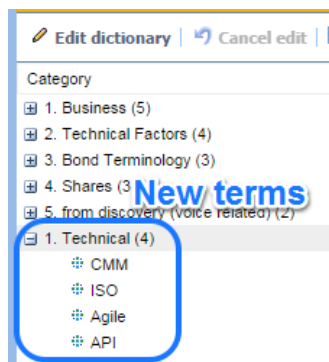 Edit dictionary | Cancel edit |
Category
1. Business (5)
2. Technical Factors (4)
3. Bond Terminology (3)
4. Shares (3
New terms
5. from discovery (voice related) (2)
1. Technical (4)
CMM
ISO
Agile
API